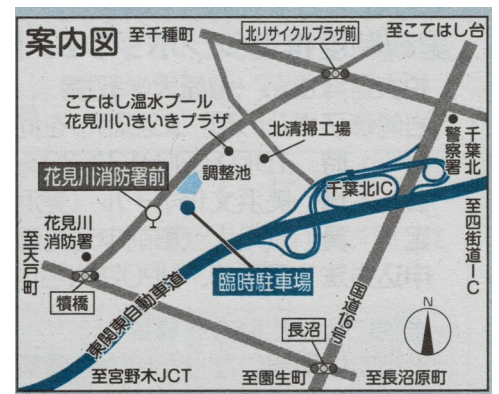 案内図
至千種町
北リサイクルプラザ前
至こてはし台
こてはし温水プール
花見川いきいきプラザ
北清掃工場
千葉北
警察署
花見川消防署前
調整池
千葉北IC
花見川
消防署
至四街道IC
至犬戸町
臨時駐車場
犢橋
東関東自動車道
国道16号
N
長沼
至宮野木JCT
至園生町
至長沼原町